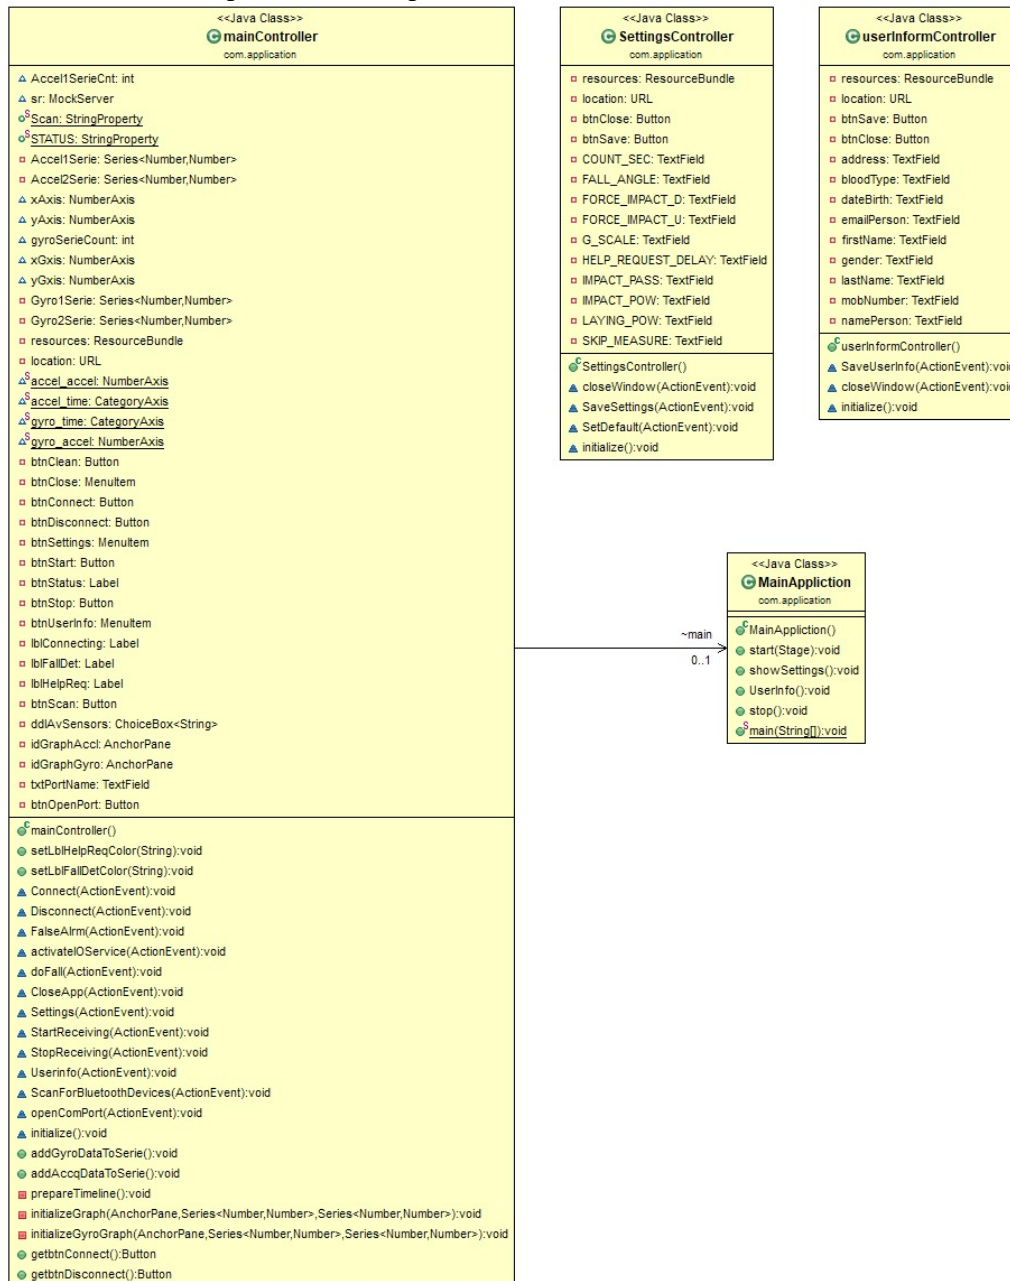 <<Java Class>>
mainController
com.application
Accel1SerieCnt: int
sr: MockServer
Scan: StringProperty
STATUS: StringProperty
Accel1Serie: Series<Number,Number>
Accel2Serie: Series<Number,Number>
xAxis: NumberAxis
yAxis: NumberAxis
gyroSerieCount: int
xGxis: NumberAxis
yGxis: NumberAxis
Gyro1Serie: Series<Number,Number>
Gyro2Serie: Series<Number,Number>
resources: ResourceBundle
location: URL
accel_accel: NumberAxis
accel_time: CategoryAxis
gyro_time: CategoryAxis
gyro_accel: NumberAxis
btnClean: Button
btnClose: MenuItem
btnConnect: Button
btnDisconnect: Button
btnSettings: MenuItem
btnStart: Button
btnStatus: Label
btnStop: Button
btnUserInfo: MenuItem
lblConnecting: Label
lblFallDet: Label
lblHelpReq: Label
btnScan: Button
ddlAvSensors: ChoiceBox<String>
idGraphAccl: AnchorPane
idGraphGyro: AnchorPane
txtPortName: TextField
btnOpenPort: Button
mainController()
setLblHelpReqColor(String):void
setLblFallDetColor(String):void
Connect(ActionEvent):void
Disconnect(ActionEvent):void
FalseAlrm(ActionEvent):void
activateIOService(ActionEvent):void
doFall(ActionEvent):void
CloseApp(ActionEvent):void
Settings(ActionEvent):void
StartReceiving(ActionEvent):void
StopReceiving(ActionEvent):void
Userinfo(ActionEvent):void
ScanForBluetoothDevices(ActionEvent):void
openComPort(ActionEvent):void
initialize():void
addGyroDataToSerie():void
addAccqDataToSerie():void
prepareTimeline():void
initializeGraph(AnchorPane,Series<Number,Number>,Series<Number,Number>):void
initializeGyroGraph(AnchorPane,Series<Number,Number>,Series<Number,Number>):void
getbtnConnect():Button
getbtnDisconnect():Button
<<Java Class>>
SettingsController
com.application
resources: ResourceBundle
location: URL
btnClose: Button
btnSave: Button
COUNT_SEC: TextField
FALL_ANGLE: TextField
FORCE_IMPACT_D: TextField
FORCE_IMPACT_U: TextField
G_SCALE: TextField
HELP_REQUEST_DELAY: TextField
IMPACT_PASS: TextField
IMPACT_POW: TextField
LAYING_POW: TextField
SKIP_MEASURE: TextField
SettingsController()
closeWindow(ActionEvent):void
SaveSettings(ActionEvent):void
SetDefault(ActionEvent):void
initialize():void
<<Java Class>>
userInformController
com.application
resources: ResourceBundle
location: URL
btnSave: Button
btnClose: Button
address: TextField
bloodType: TextField
dateBirth: TextField
emailPerson: TextField
firstName: TextField
gender: TextField
lastName: TextField
mobNumber: TextField
namePerson: TextField
userInformController()
SaveUserInfo(ActionEvent):void
closeWindow(ActionEvent):void
initialize():void
~main
0..1
<<Java Class>>
MainAppliction
com.application
MainAppliction()
start(Stage):void
showSettings():void
UserInfo():void
stop():void
main(String[]):void